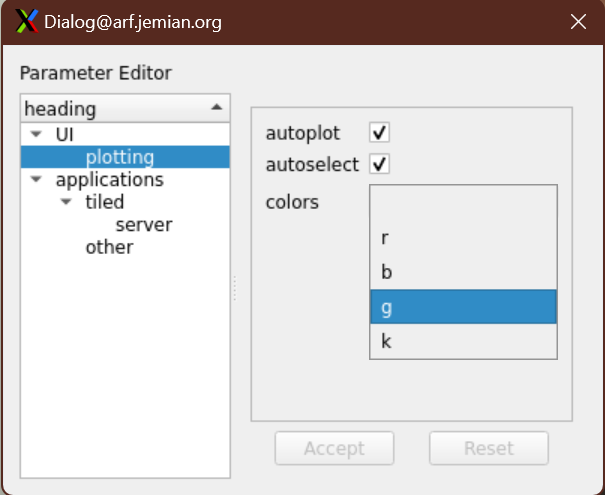 Dialog@arf.jemian.org
Parameter Editor
heading
UI
plotting
applications
tiled
server
other
autoplot
autoselect
colors
r
b
g
k
Accept
Reset